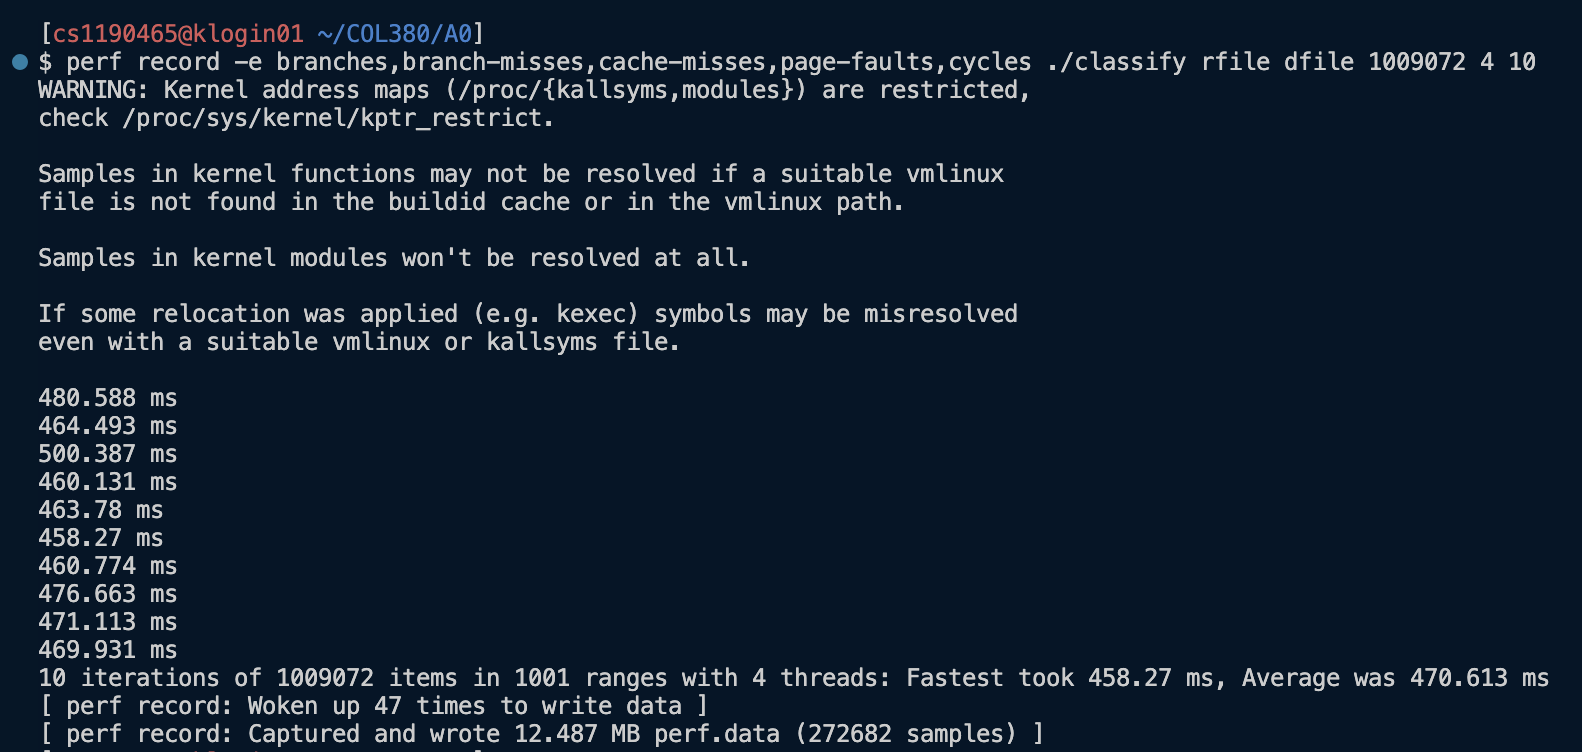 [cs1190465@klogin01 ~/COL380/A0]
$ perf record -e branches,branch-misses,cache-misses,page-faults,cycles ./classify rfile dfile 1009072 4 10
WARNING: Kernel address maps (/proc/{kallsyms,modules}) are restricted,
check /proc/sys/kernel/kptr_restrict.
Samples in kernel functions may not be resolved if a suitable vmlinux
file is not found in the buildid cache or in the vmlinux path.
Samples in kernel modules won't be resolved at all.
If some relocation was applied (e.g. kexec) symbols may be misresolved
even with a suitable vmlinux or kallsyms file.
480.588 ms
464.493 ms
500.387 ms
460.131 ms
463.78 ms
458.27 ms
460.774 ms
476.663 ms
471.113 ms
469.931 ms
10 iterations of 1009072 items in 1001 ranges with 4 threads: Fastest took 458.27 ms, Average was 470.613 ms
[ perf record: Woken up 47 times to write data ]
[ perf record: Captured and wrote 12.487 MB perf.data (272682 samples) ]